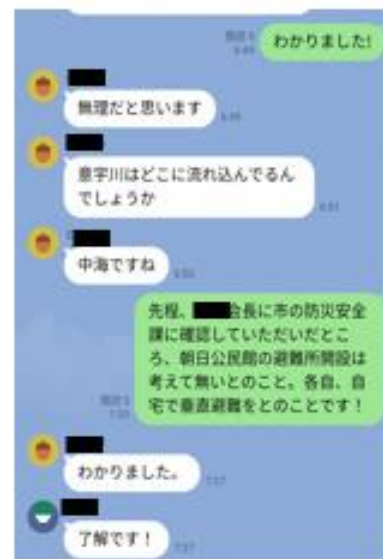 わかりました!
無理だと思います
意宇川はどこに流れ込んでるん
でしょうか
中海ですね
先程、会長に市の防災安全
課に確認していただいだとこ
ろ、朝日公民館の避難所開設は
考えて無いとのこと。各自、自
宅で垂直避難をとのことです！
わかりました。
7:57
了解です！
7:57